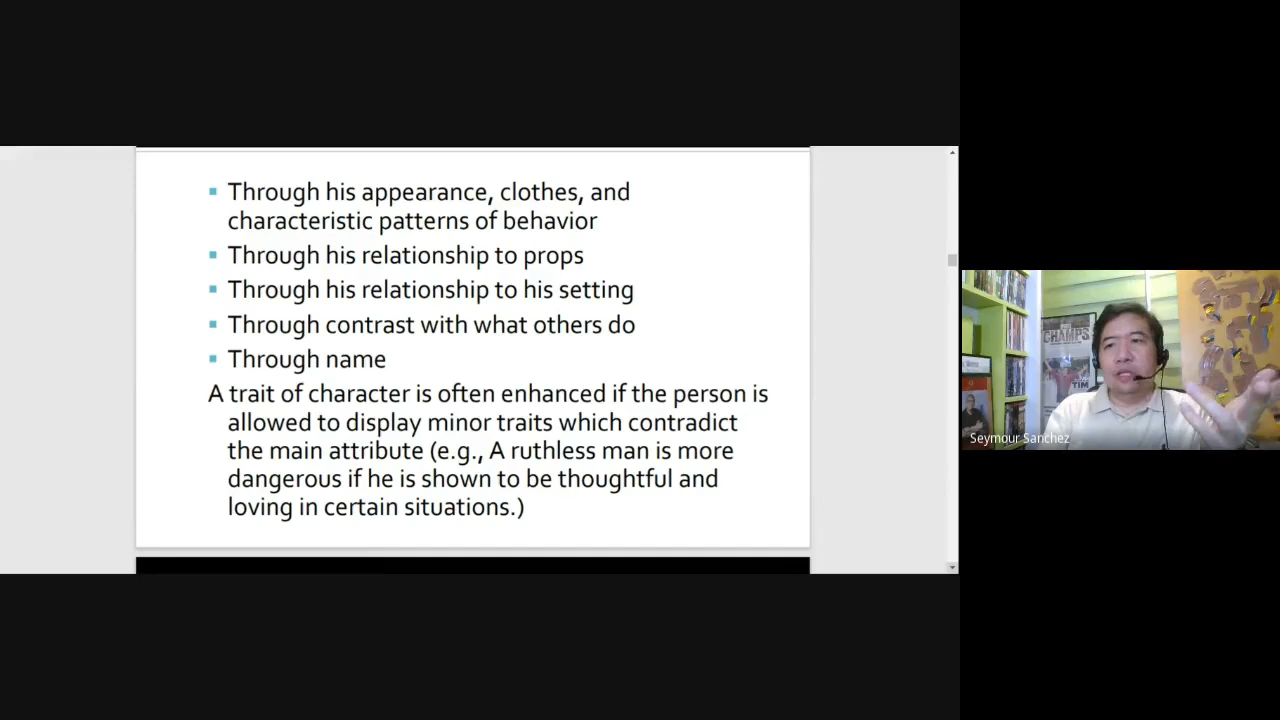 Through his appearance, clothes, and
characteristic patterns of behavior
Through his relationship to props
Through his relationship to his setting
Through contrast with what others do
Through name
A trait of character is often enhanced if the person is
allowed to display minor traits which contradict
the main attribute (e.g., A ruthless man is more
dangerous if he is shown to be thoughtful and
loving in certain situations.)
CHAMPS
TIM
Seymour Sanchez